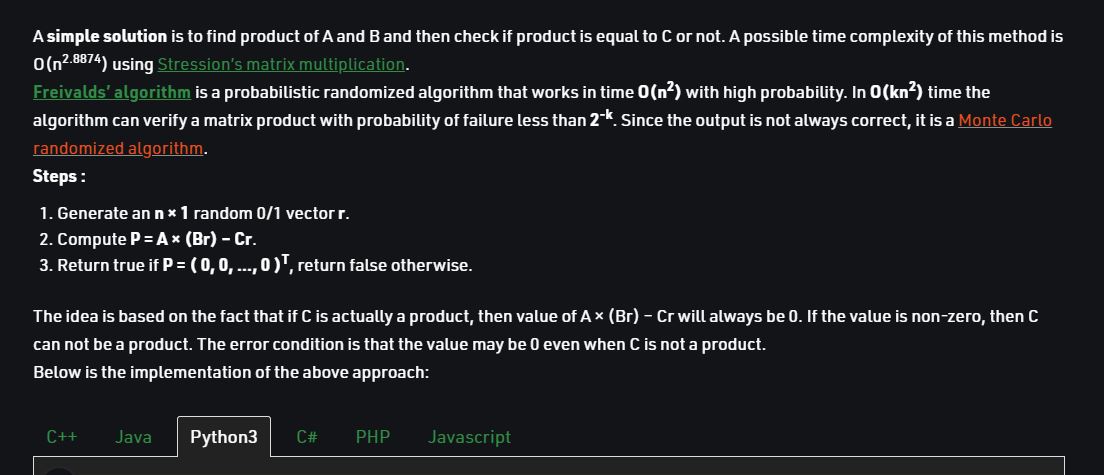 A simple solution is to find product of A and B and then check if product is equal to C or not. A possible time complexity of this method is
O(n^2.8874) using Stression's matrix multiplication.
Freivalds’ algorithm is a probabilistic randomized algorithm that works in time O(n²) with high probability. In O(kn²) time the
algorithm can verify a matrix product with probability of failure less than 2^-k. Since the output is not always correct, it is a Monte Carlo
randomized algorithm.
Steps :
1. Generate an n × 1 random 0/1 vector r.
2. Compute P = A × (Br) – Cr.
3. Return true if P = ( 0, 0, …, 0 )^T, return false otherwise.
The idea is based on the fact that if C is actually a product, then value of A × (Br) – Cr will always be 0. If the value is non-zero, then C
can not be a product. The error condition is that the value may be 0 even when C is not a product.
Below is the implementation of the above approach:
C++ Java Python3 C# PHP Javascript